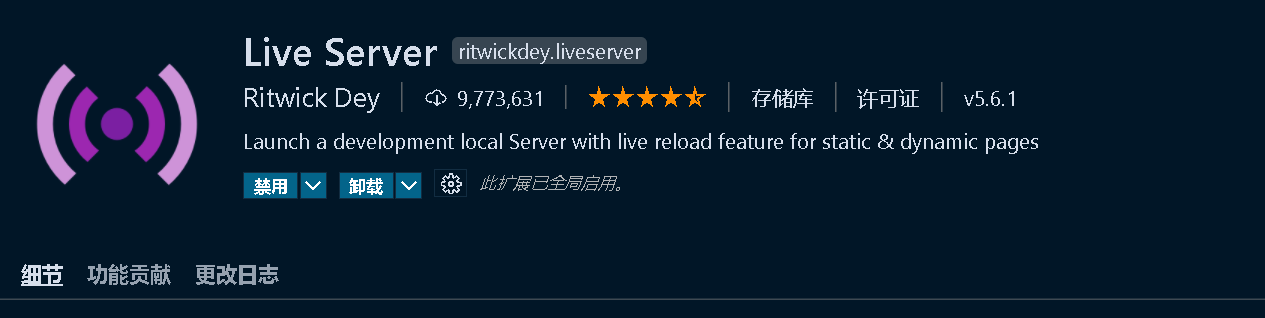 Live Server ritwickdey.liveserver
Ritwick Dey 9,773,631 存储库 许可证 v5.6.1
Launch a development local Server with live reload feature for static & dynamic pages
禁用 卸载 此扩展已全局启用。
细节 功能贡献 更改日志